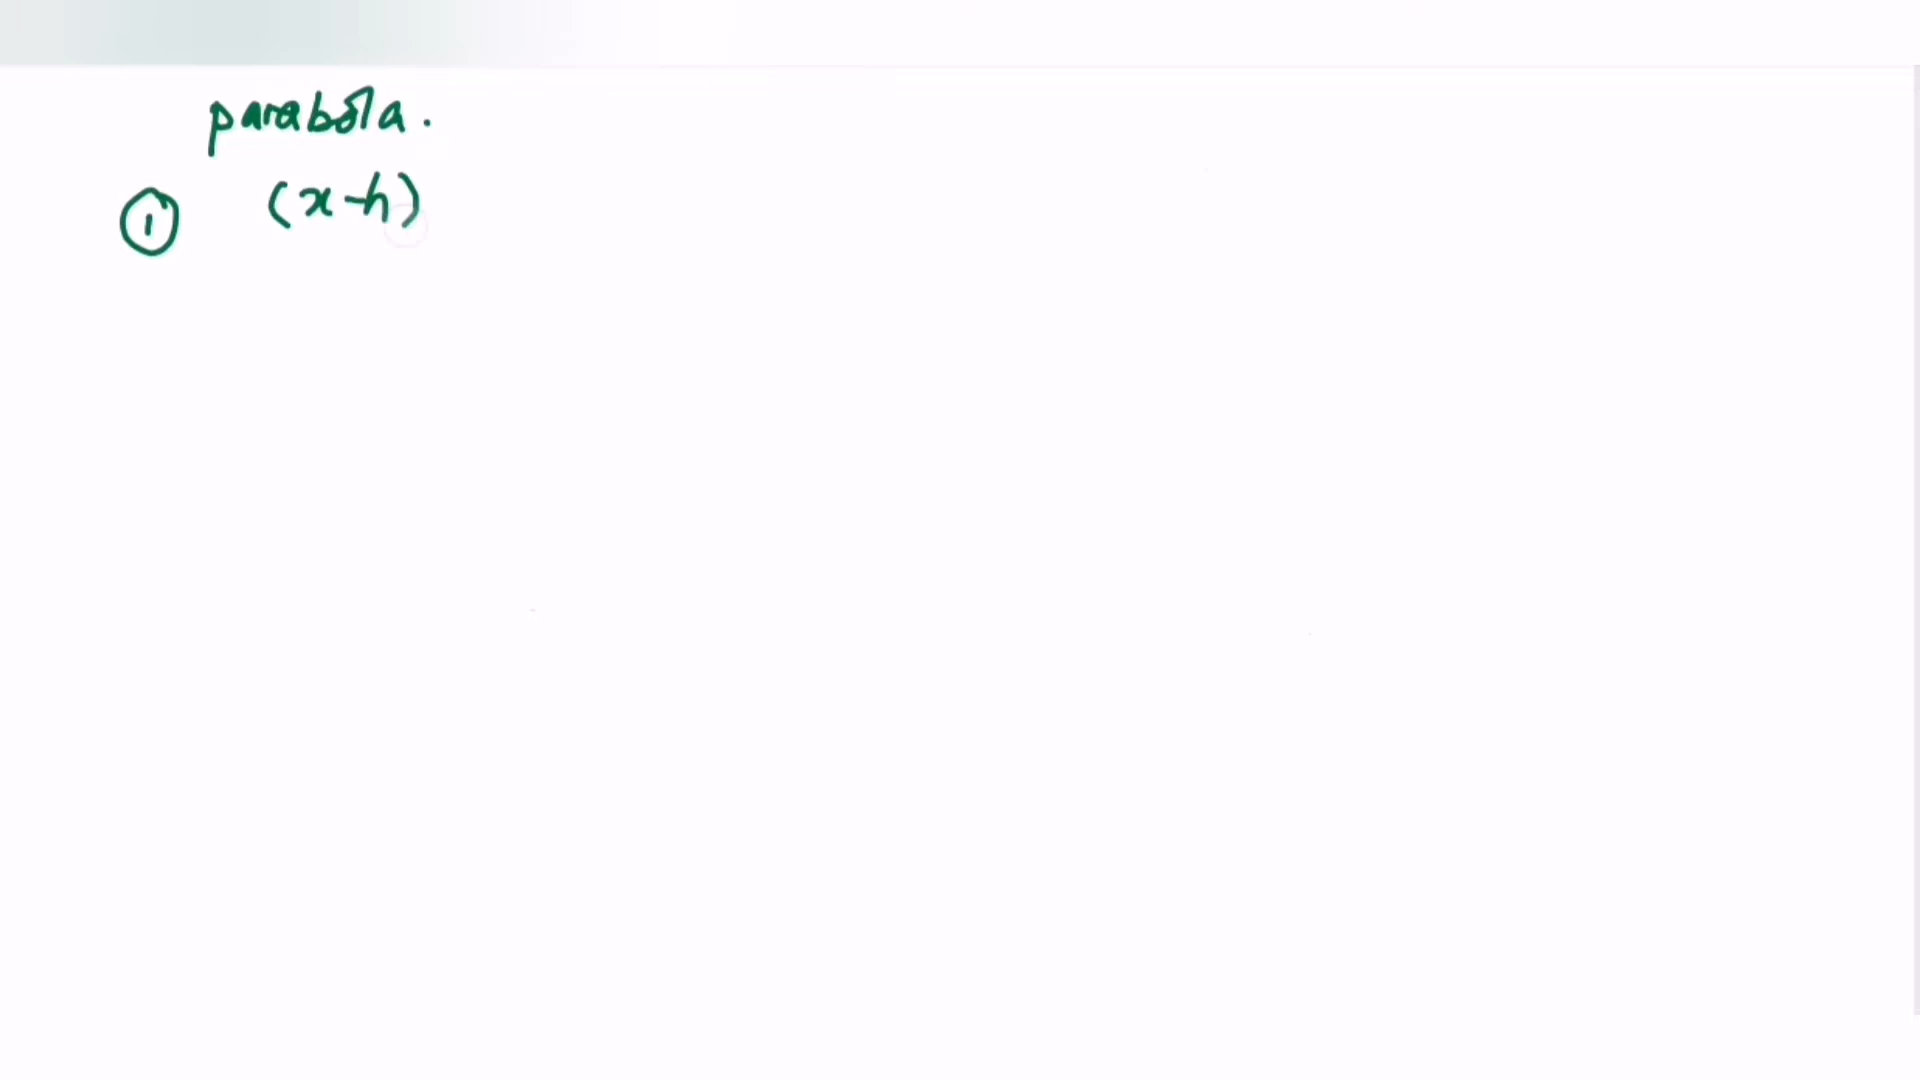 parabola.
① (x-h)